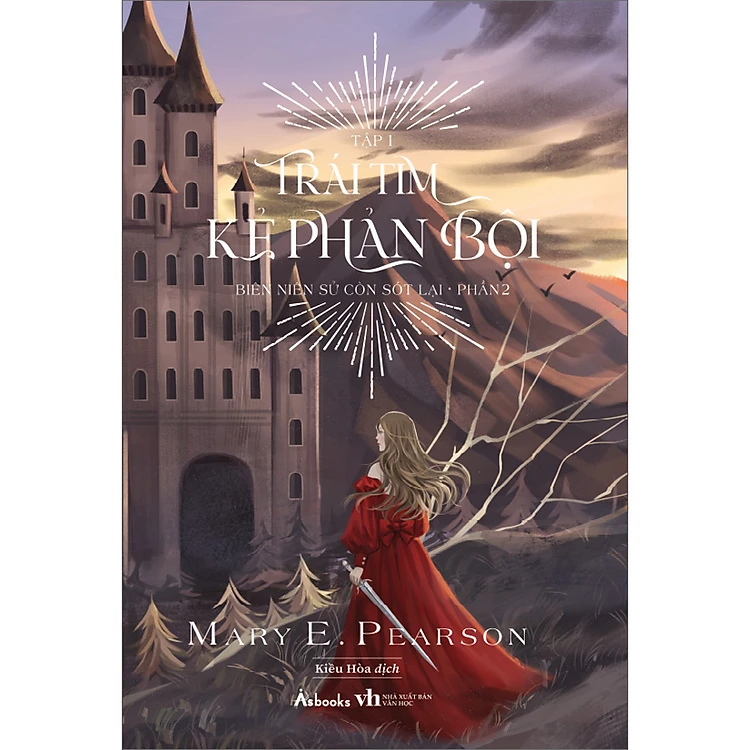 TẬP 1
TRÁI TIM
KẺ PHẢN BỘI
BIÊN NIÊN SỬ CÒN SÓT LẠI • PHẦN 2
MARY E. PEARSON
Kiều Hòa dịch
Asbooks vh NHÀ XUẤT BẢN
VĂN HỌC